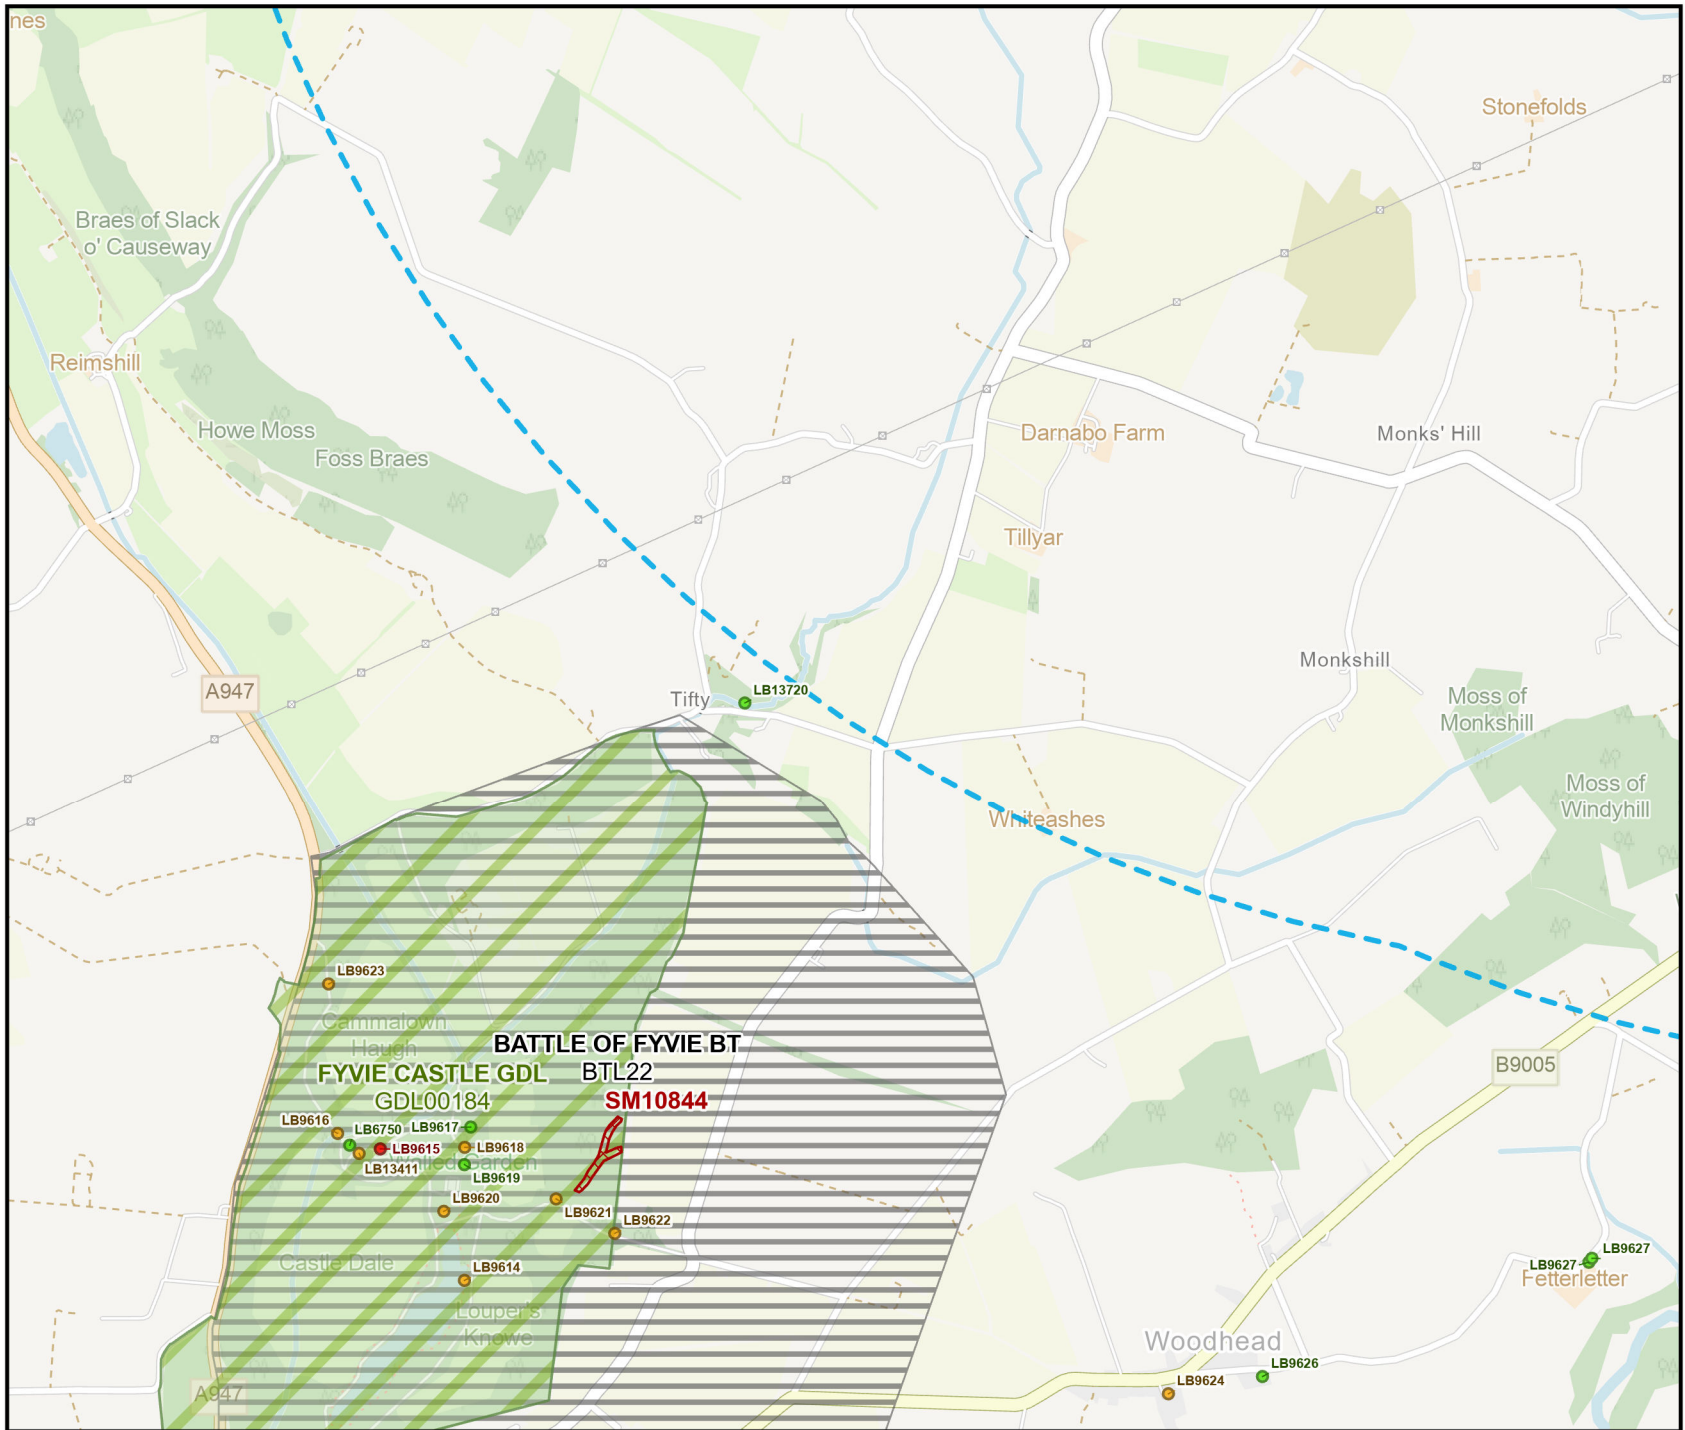 nes
Stonefolds
Braes of Slack
o' Causeway
Reimshill
Howe Moss
Foss Braes
Darnabo Farm
Monks' Hill
Tillyar
Monkshill
A947
Tifty
LB13720
Moss of
Monkshill
Moss of
Windyhill
Whiteashes
LB9623
Cammalown
Haugh
BATTLE OF FYVIE BT
BTL22
FYVIE CASTLE GDL
GDL00184
SM10844
B9005
LB9616
LB6750
LB9617
LB9615
LB9618
LB13411
Walled Garden
LB9619
LB9620
LB9621
LB9622
Castle Dale
LB9614
Louper's
Knowe
LB9627
LB9627
Fetterletter
Woodhead
LB9626
LB9624
A947